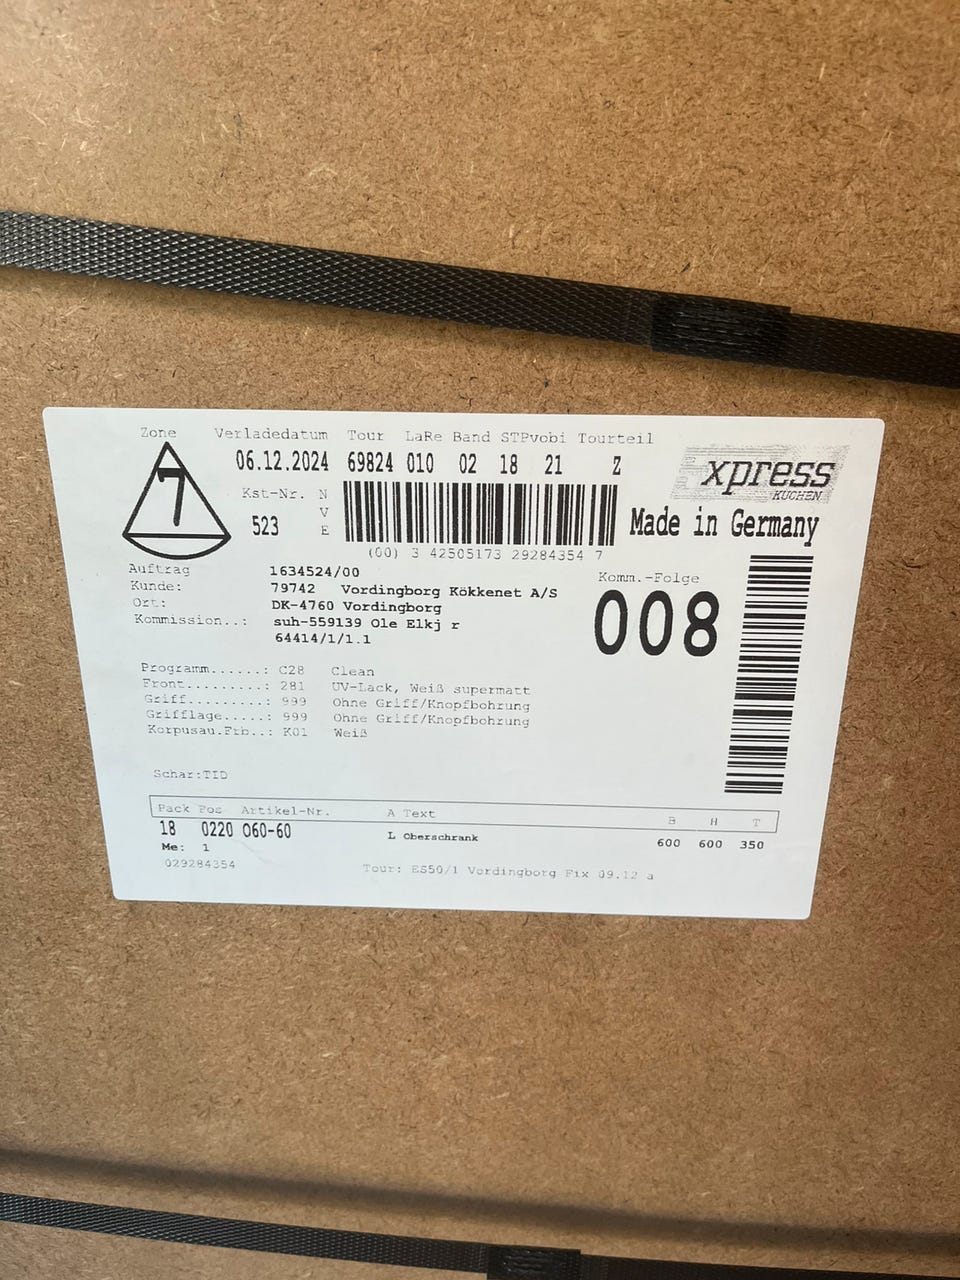 Zone Verladedatum Tour LaRe Band STPvobi Tourteil
7 06.12.2024 69824 010 02 18 21 Z
xpress
KÜCHEN
Kst-Nr. NVE
523
Made in Germany
(00) 3 42505173 29284354 7
Auftrag 1634524/00
Kunde: 79742 Vordingborg Kökkenet A/S
Ort: DK-4760 Vordingborg
Kommission..: suh-559139 Ole Elkj r
64414/1/1.1
Komm.-Folge
008
Programm......: C28 Clean
Front.........: 281 UV-Lack, Weiß supermatt
Griff.........: 999 Ohne Griff/Knopfbohrung
Grifflage.....: 999 Ohne Griff/Knopfbohrung
Korpusau.Frb..: K01 Weiß
Schar:TID
Pack Pos Artikel-Nr. A Text B H T
18 0220 O60-60 L Oberschrank 600 600 350
Me: 1
029284354
Tour: ES50/1 Vordingborg Fix 09.12 a